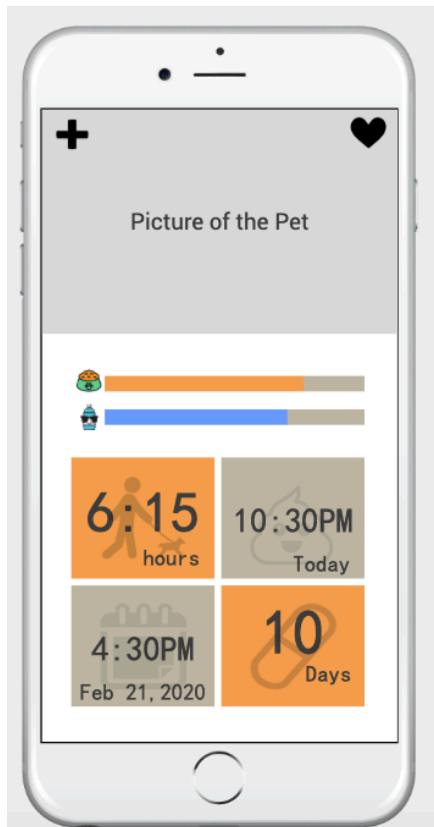 Picture of the Pet
6:15
hours
10:30PM
Today
4:30PM
Feb 21,2020
10
Days